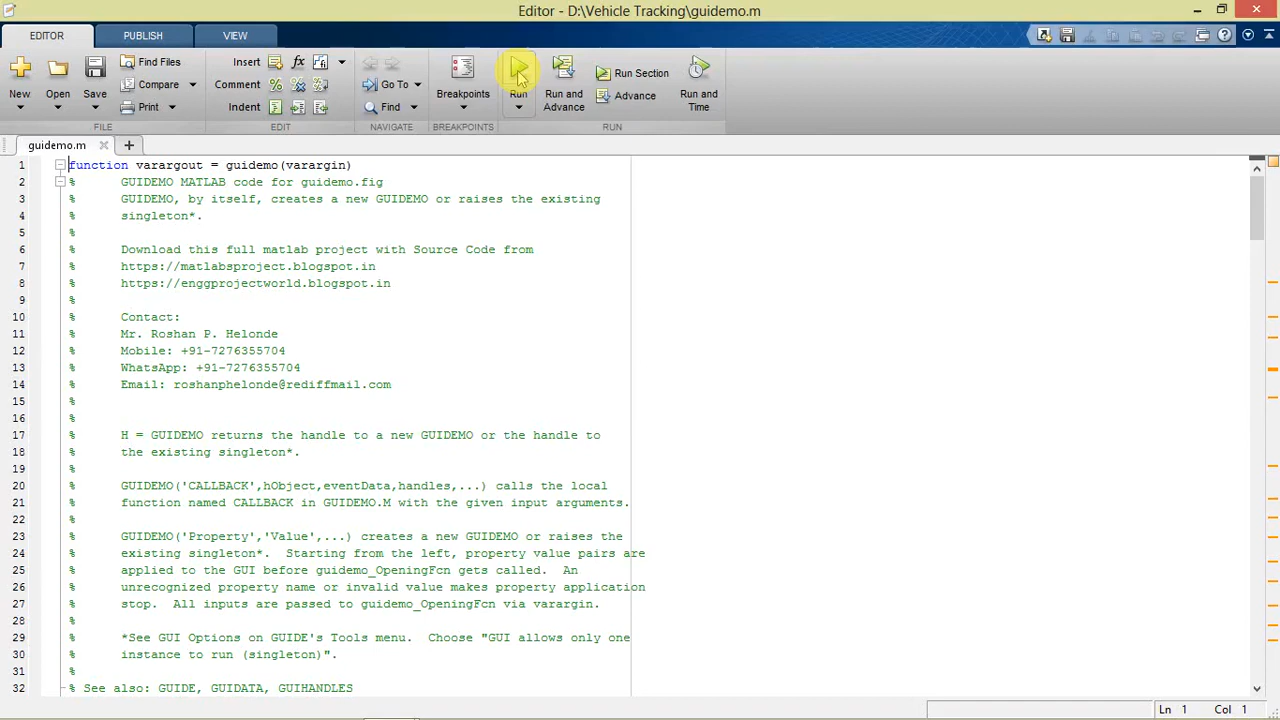 Editor - D:\Vehicle Tracking\guidemo.m
EDITOR PUBLISH VIEW
New Open Save
Find Files
Compare
Print
FILE
Insert fx
Comment % % %
Indent
EDIT
Go To
Find
NAVIGATE
Breakpoints
BREAKPOINTS
Run
Run and Advance
Run Section
Advance
Run and Time
RUN
guidemo.m
1 function varargout = guidemo(varargin)
2 % GUIDEMO MATLAB code for guidemo.fig
3 % GUIDEMO, by itself, creates a new GUIDEMO or raises the existing
4 % singleton*.
5 %
6 % Download this full matlab project with Source Code from
7 % https://matlabsproject.blogspot.in
8 % https://enggprojectworld.blogspot.in
9 %
10 % Contact:
11 % Mr. Roshan P. Helonde
12 % Mobile: +91-7276355704
13 % WhatsApp: +91-7276355704
14 % Email: roshanphelonde@rediffmail.com
15 %
16 %
17 % H = GUIDEMO returns the handle to a new GUIDEMO or the handle to
18 % the existing singleton*.
19 %
20 % GUIDEMO('CALLBACK',hObject,eventData,handles,...) calls the local
21 % function named CALLBACK in GUIDEMO.M with the given input arguments.
22 %
23 % GUIDEMO('Property','Value',...) creates a new GUIDEMO or raises the
24 % existing singleton*.  Starting from the left, property value pairs are
25 % applied to the GUI before guidemo_OpeningFcn gets called.  An
26 % unrecognized property name or invalid value makes property application
27 % stop.  All inputs are passed to guidemo_OpeningFcn via varargin.
28 %
29 % *See GUI Options on GUIDE's Tools menu.  Choose "GUI allows only one
30 % instance to run (singleton)".
31 %
32 % See also: GUIDE, GUIDATA, GUIHANDLES
Ln 1 Col 1